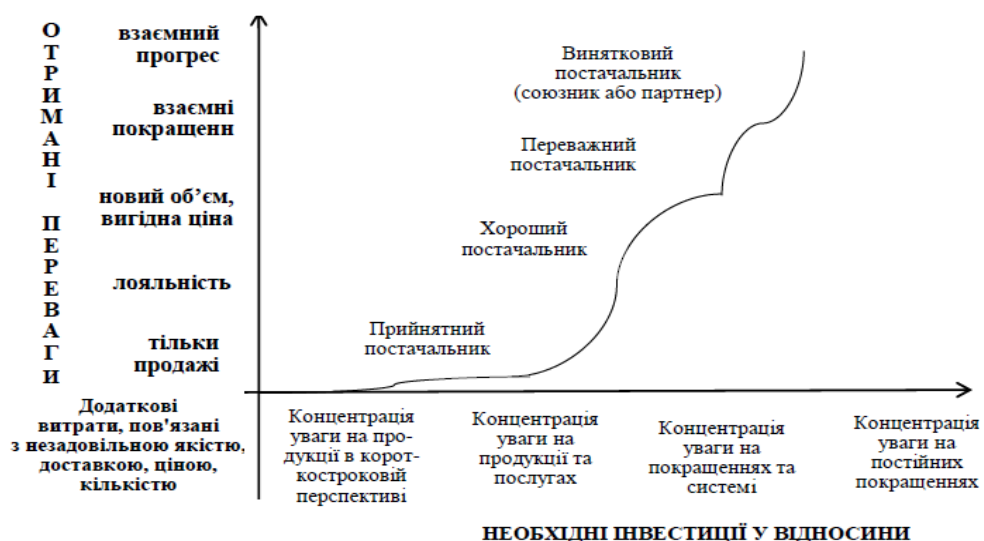 ОТРИМАНІ ПЕРЕВАГИ
взаємний
прогрес
взаємні
покращенн
новий об’єм,
вигідна ціна
лояльність
тільки
продажі
Додаткові
витрати, пов'язані
з незадовільною якістю,
доставкою, ціною,
кількістю
Винятковий
постачальник
(союзник або партнер)
Переважний
постачальник
Хороший
постачальник
Прийнятний
постачальник
Концентрація
уваги на про-
дукції в корот-
костроковій
перспективі
Концентрація
уваги на
продукції та
послугах
Концентрація
уваги на
покращеннях та
системі
Концентрація
уваги на
постійних
покращеннях
НЕОБХІДНІ ІНВЕСТИЦІЇ У ВІДНОСИНИ